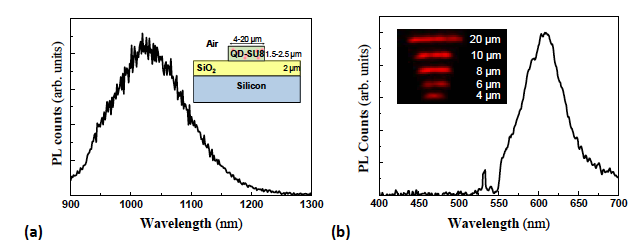 4-20 µm
Air
QD-SU8 1.5-2.5 µm
SiO2 2 µm
Silicon
PL counts (arb. units)
900 1000 1100 1200 1300
Wavelength (nm)
(a)
20 µm
10 µm
8 µm
6 µm
4 µm
PL Counts (arb. units)
400 450 500 550 600 650 700
Wavelength (nm)
(b)